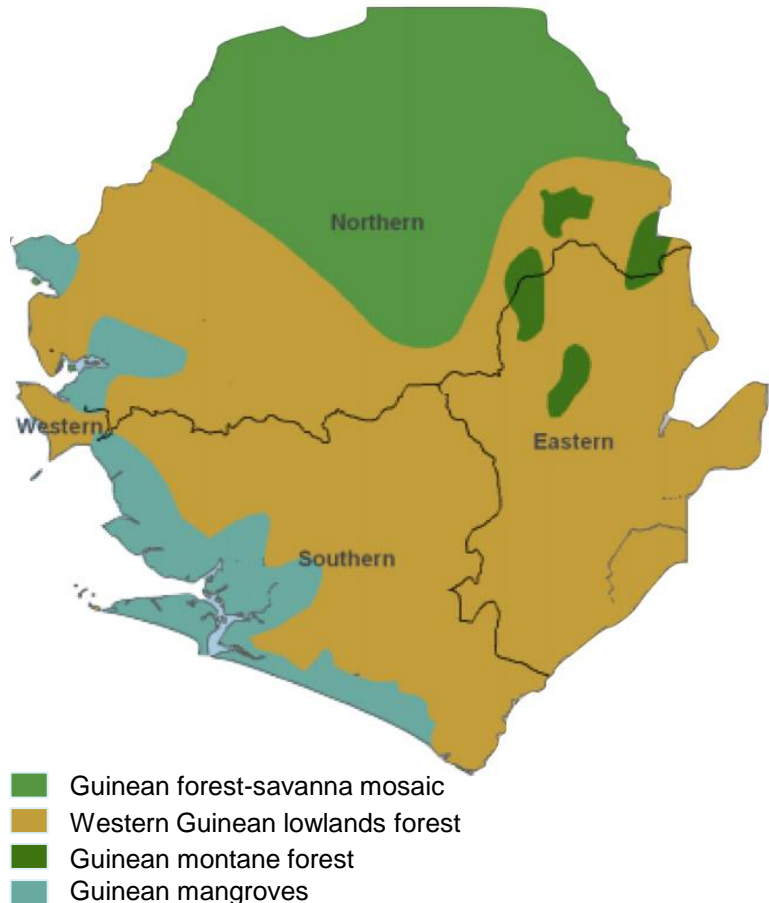 Northern
Western
Eastern
Southern
Guinean forest-savanna mosaic
Western Guinean lowlands forest
Guinean montane forest
Guinean mangroves